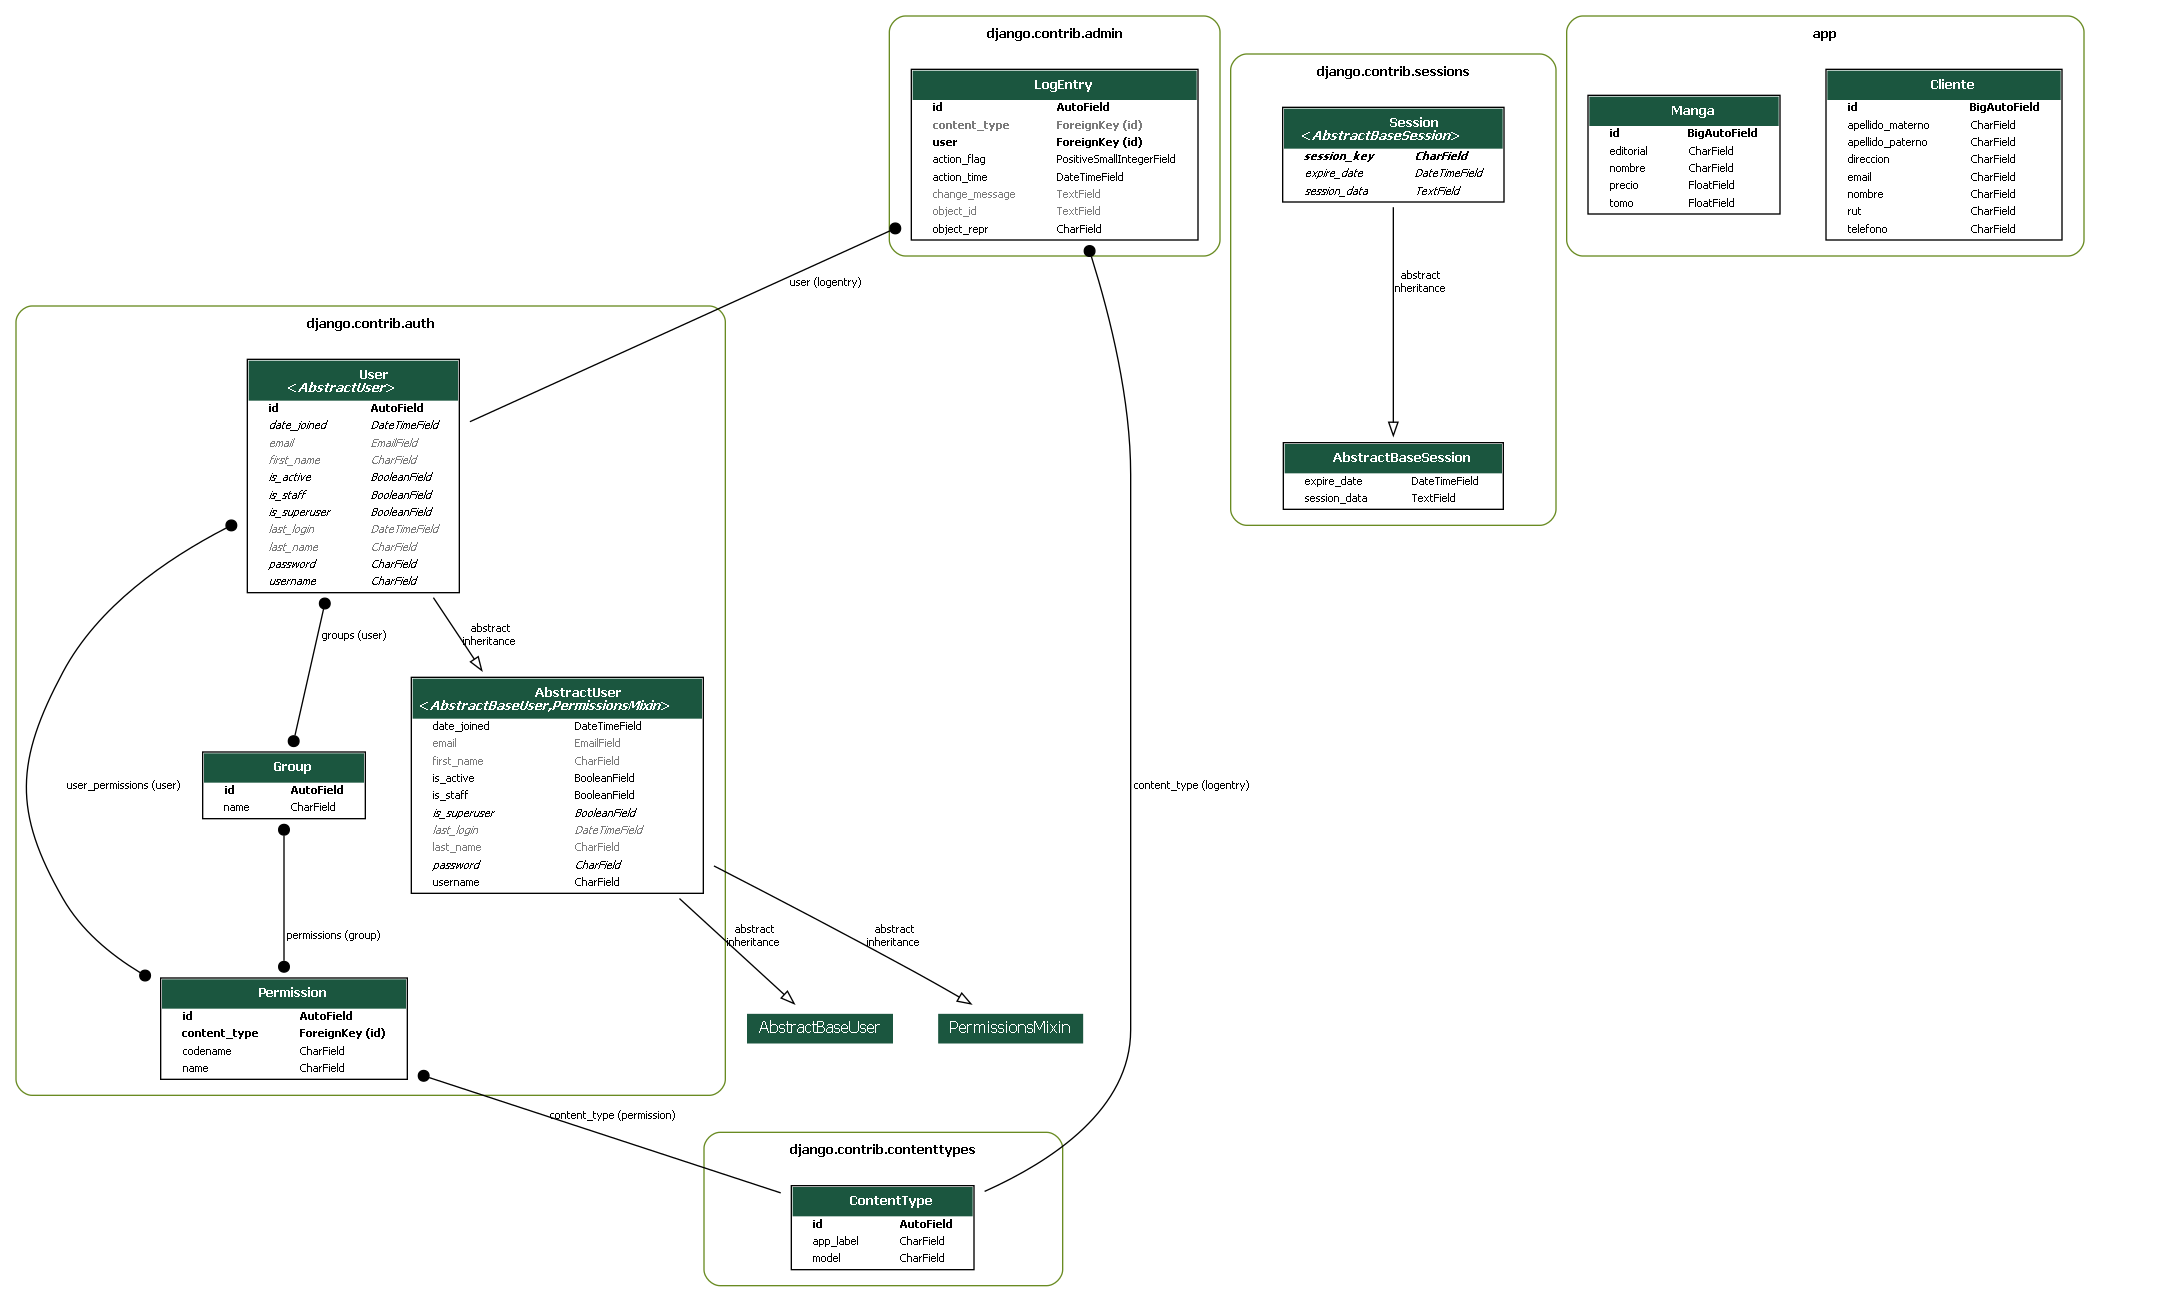 django.contrib.admin
LogEntry
id AutoField
content_type ForeignKey (id)
user ForeignKey (id)
action_flag PositiveSmallIntegerField
action_time DateTimeField
change_message TextField
object_id TextField
object_repr CharField
django.contrib.sessions
Session
<AbstractBaseSession>
session_key CharField
expire_date DateTimeField
session_data TextField
abstract
inheritance
AbstractBaseSession
expire_date DateTimeField
session_data TextField
app
Manga
id BigAutoField
editorial CharField
nombre CharField
precio FloatField
tomo FloatField
Cliente
id BigAutoField
apellido_materno CharField
apellido_paterno CharField
direccion CharField
email CharField
nombre CharField
rut CharField
telefono CharField
user (logentry)
django.contrib.auth
User
<AbstractUser>
id AutoField
date_joined DateTimeField
email EmailField
first_name CharField
is_active BooleanField
is_staff BooleanField
is_superuser BooleanField
last_login DateTimeField
last_name CharField
password CharField
username CharField
groups (user)
abstract
inheritance
AbstractUser
<AbstractBaseUser,PermissionsMixin>
date_joined DateTimeField
email EmailField
first_name CharField
is_active BooleanField
is_staff BooleanField
is_superuser BooleanField
last_login DateTimeField
last_name CharField
password CharField
username CharField
Group
id AutoField
name CharField
user_permissions (user)
content_type (logentry)
permissions (group)
abstract
inheritance
abstract
inheritance
Permission
id AutoField
content_type ForeignKey (id)
codename CharField
name CharField
AbstractBaseUser
PermissionsMixin
content_type (permission)
django.contrib.contenttypes
ContentType
id AutoField
app_label CharField
model CharField